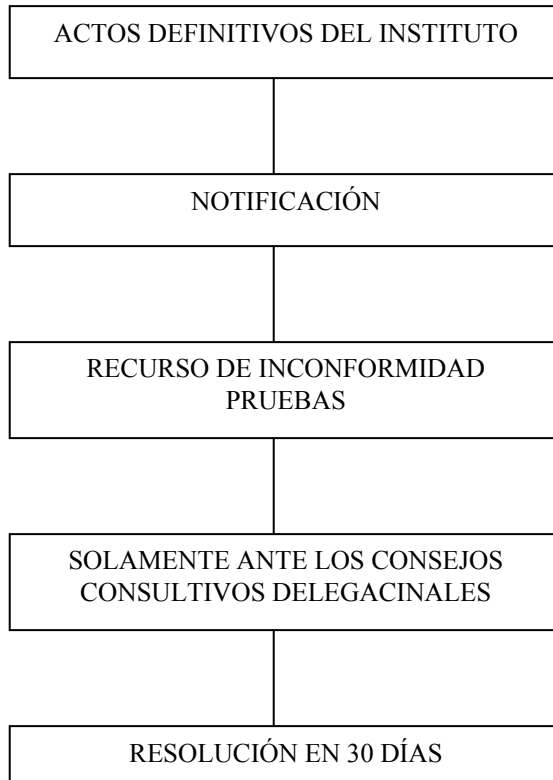 ACTOS DEFINITIVOS DEL INSTITUTO
NOTIFICACIÓN
RECURSO DE INCONFORMIDAD
PRUEBAS
SOLAMENTE ANTE LOS CONSEJOS
CONSULTIVOS DELEGACINALES
RESOLUCIÓN EN 30 DÍAS